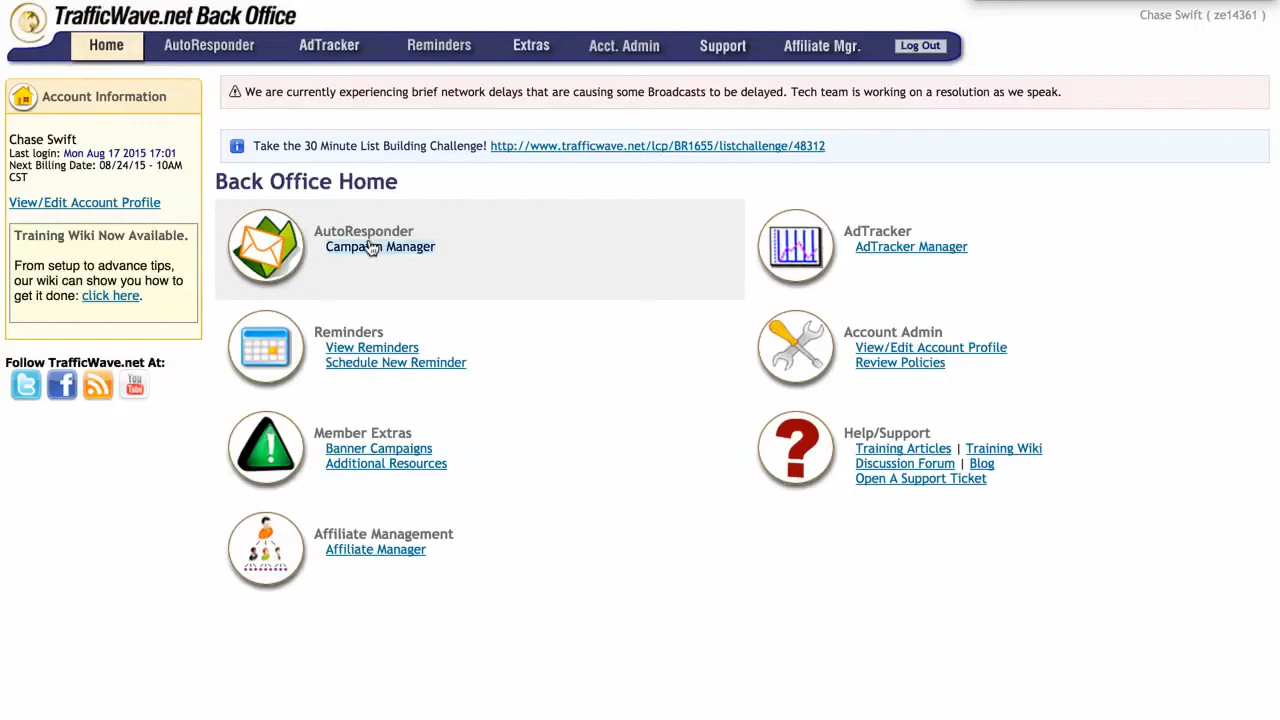 TrafficWave.net Back Office
Chase Swift ( ze14361 )
Home AutoResponder AdTracker Reminders Extras Acct. Admin Support Affiliate Mgr. Log Out
Account Information
Chase Swift
Last login: Mon Aug 17 2015 17:01
Next Billing Date: 08/24/15 - 10AM
CST
View/Edit Account Profile
Training Wiki Now Available.
From setup to advance tips,
our wiki can show you how to
get it done: click here.
Follow TrafficWave.net At:
You
Tube
We are currently experiencing brief network delays that are causing some Broadcasts to be delayed. Tech team is working on a resolution as we speak.
Take the 30 Minute List Building Challenge! http://www.trafficwave.net/lcp/BR1655/listchallenge/48312
Back Office Home
AutoResponder
Campaign Manager
AdTracker
AdTracker Manager
Reminders
View Reminders
Schedule New Reminder
Account Admin
View/Edit Account Profile
Review Policies
Member Extras
Banner Campaigns
Additional Resources
Help/Support
Training Articles | Training Wiki
Discussion Forum | Blog
Open A Support Ticket
Affiliate Management
Affiliate Manager